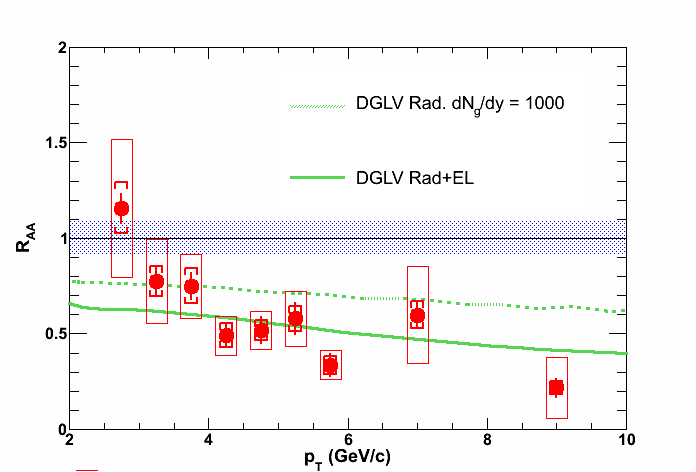 2
1.5
1
0.5
0
R_AA
DGLV Rad. dN_g/dy = 1000
DGLV Rad+EL
2 4 6 8 10
p_T (GeV/c)